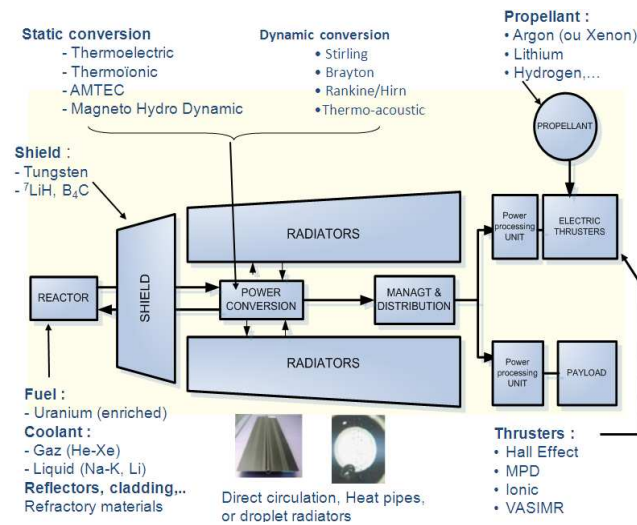 Static conversion
- Thermoelectric
- Thermoïonic
- AMTEC
- Magneto Hydro Dynamic
Dynamic conversion
• Stirling
• Brayton
• Rankine/Hirn
•Thermo-acoustic
Propellant :
• Argon (ou Xenon)
• Lithium
• Hydrogen,…
PROPELLANT
Shield :
- Tungsten
- ⁷LiH, B₄C
RADIATORS
Power
processing
UNIT
ELECTRIC
THRUSTERS
REACTOR
SHIELD
POWER
CONVERSION
MANAGT &
DISTRIBUTION
RADIATORS
Power
processing
UNIT
PAYLOAD
Fuel :
- Uranium (enriched)
Coolant :
- Gaz (He-Xe)
- Liquid (Na-K, Li)
Reflectors, cladding,..
Refractory materials
Direct circulation, Heat pipes,
or droplet radiators
Thrusters :
• Hall Effect
• MPD
• Ionic
• VASIMR